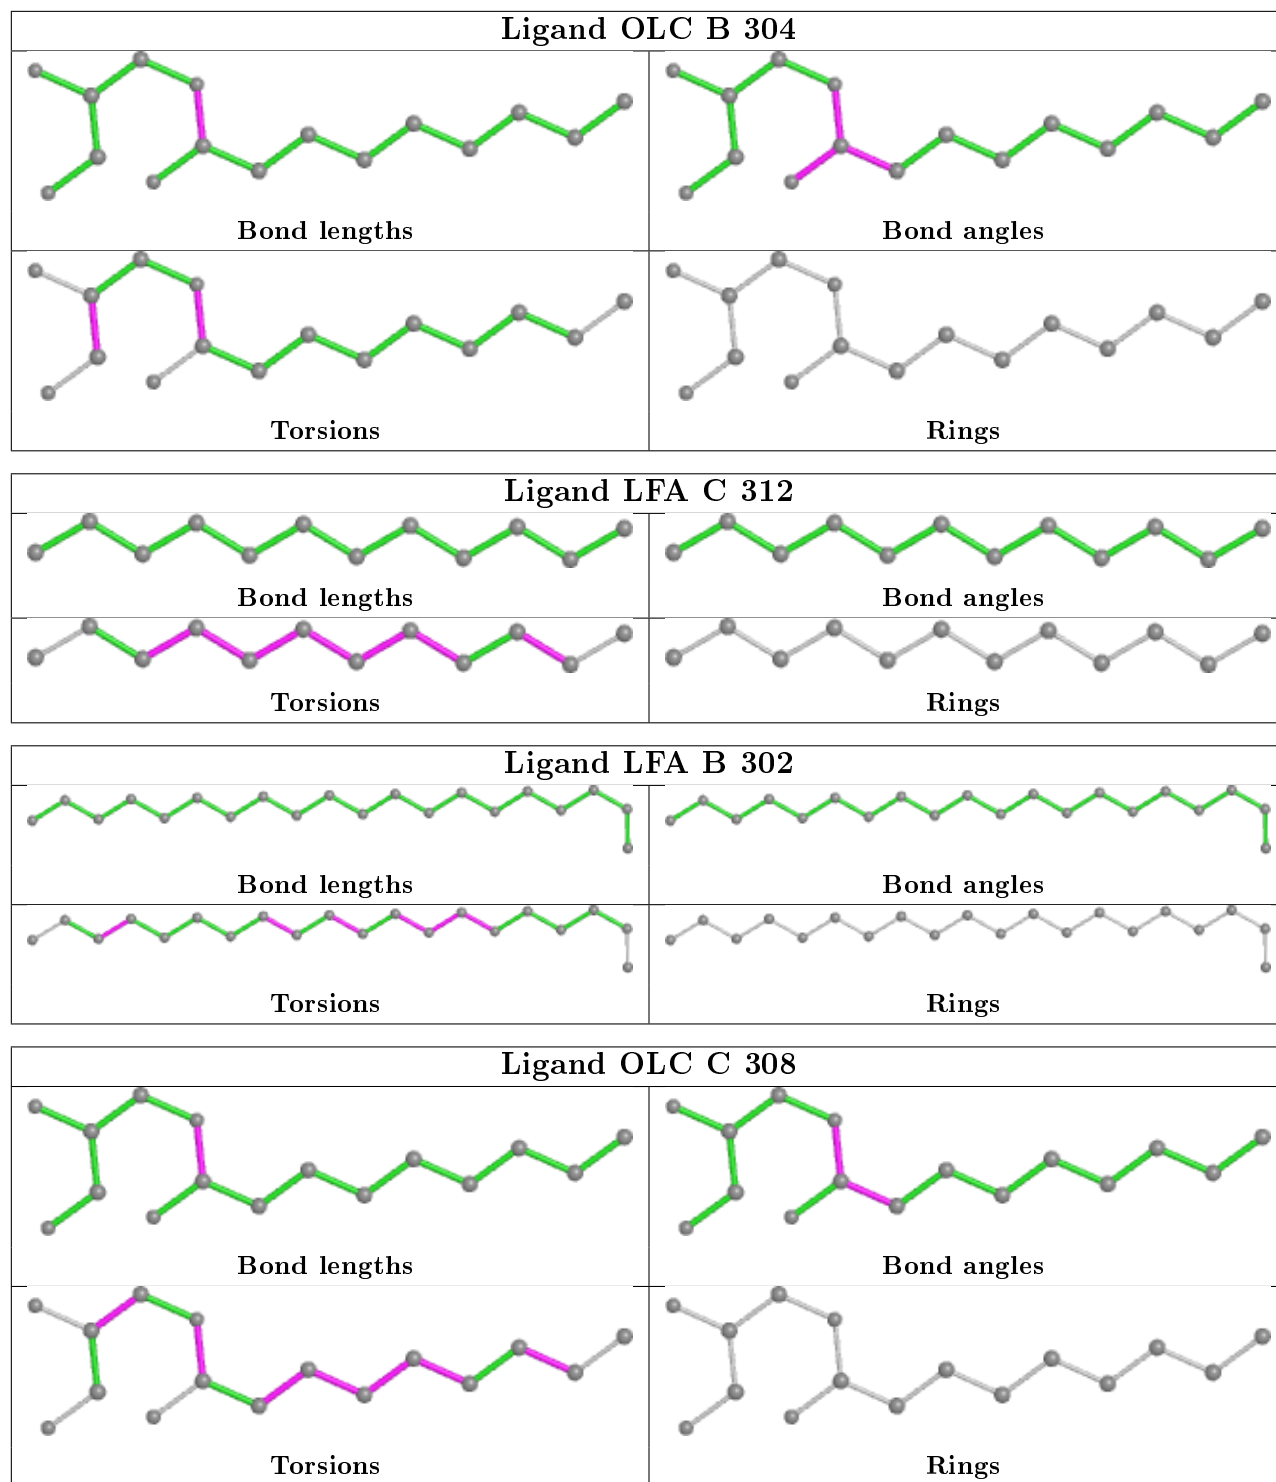 Ligand OLC B 304
Bond lengths
Bond angles
Torsions
Rings
Ligand LFA C 312
Bond lengths
Bond angles
Torsions
Rings
Ligand LFA B 302
Bond lengths
Bond angles
Torsions
Rings
Ligand OLC C 308
Bond lengths
Bond angles
Torsions
Rings